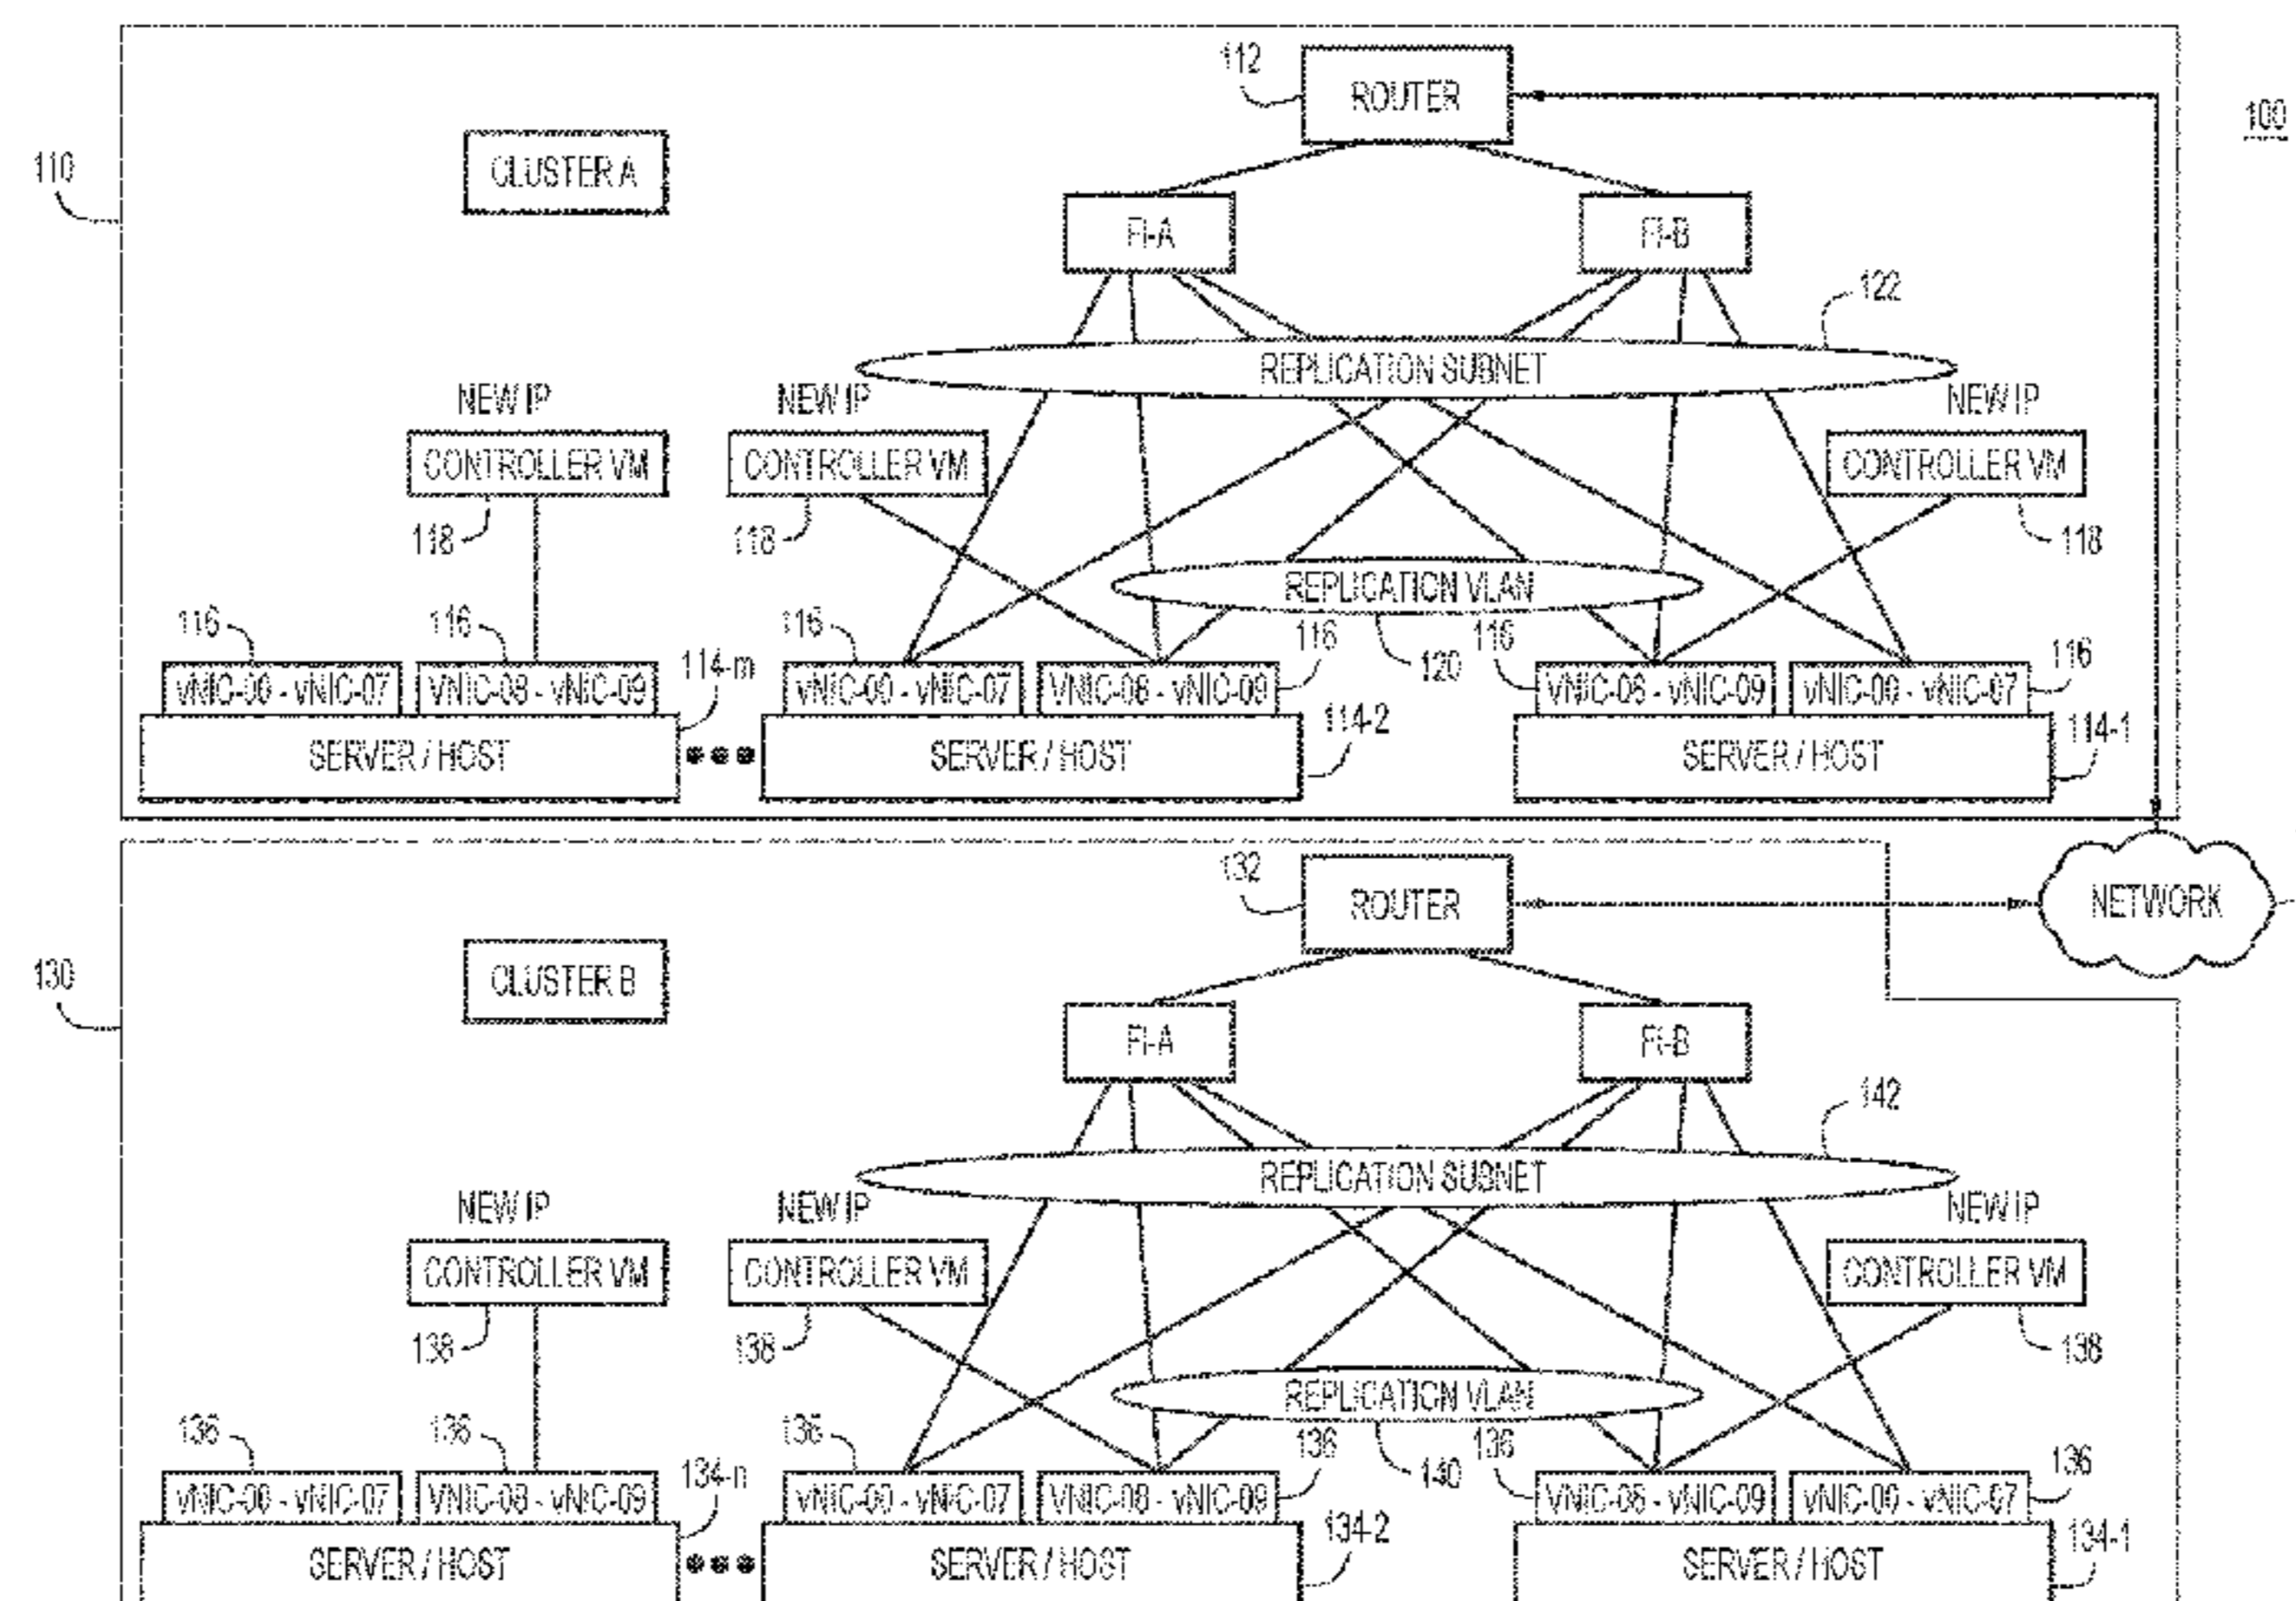 112
ROUTER
100
110
CLUSTER A
FI-A
FI-B
122
REPLICATION SUBNET
NEW IP
NEW IP
NEW IP
CONTROLLER VM
CONTROLLER VM
CONTROLLER VM
118
118
118
REPLICATION VLAN
116
116
116
116
116
116
120
114-m
vNIC-00 - vNIC-07
VNIC-08 - vNIC-09
vNIC-00 - vNIC-07
VNIC-08 - vNIC-09
VNIC-08 - vNIC-09
vNIC-00 - vNIC-07
114-2
114-1
SERVER / HOST
SERVER / HOST
SERVER / HOST
132
ROUTER
NETWORK
130
CLUSTER B
FI-A
FI-B
142
REPLICATION SUBNET
NEW IP
NEW IP
NEW IP
CONTROLLER VM
CONTROLLER VM
CONTROLLER VM
138
138
138
REPLICATION VLAN
136
136
136
136
136
136
140
134-n
vNIC-00 - vNIC-07
VNIC-08 - vNIC-09
vNIC-00 - vNIC-07
VNIC-08 - vNIC-09
VNIC-08 - vNIC-09
vNIC-00 - vNIC-07
134-2
134-1
SERVER / HOST
SERVER / HOST
SERVER / HOST